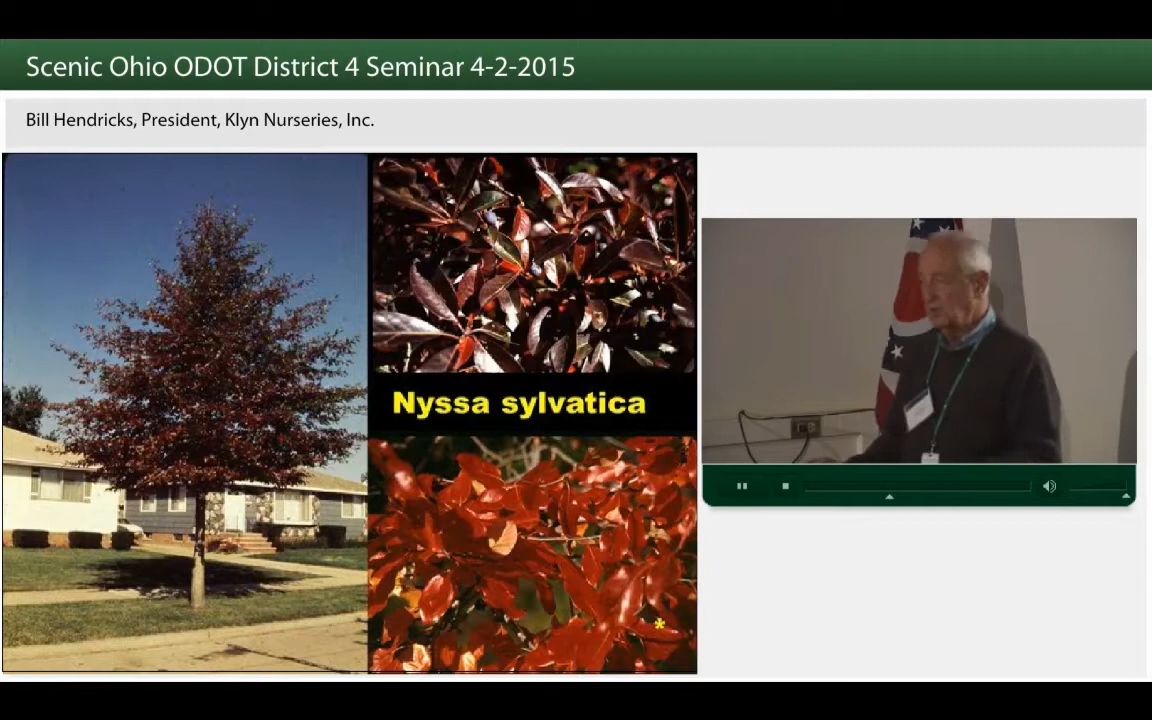 Scenic Ohio ODOT District 4 Seminar 4-2-2015
Bill Hendricks, President, Klyn Nurseries, Inc.
Nyssa sylvatica
*